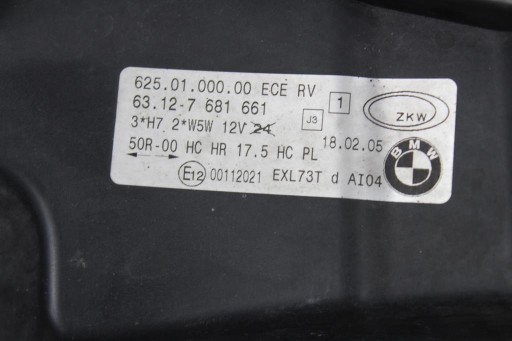 625.01.000.00 ECE RV 1
63.12-7 681 661 J3 ZKW
3*H7 2*W5W 12V 24 18.02.05
50R-00 HC HR 17.5 HC PL BMW
E12 00112021 EXL73T d AI04